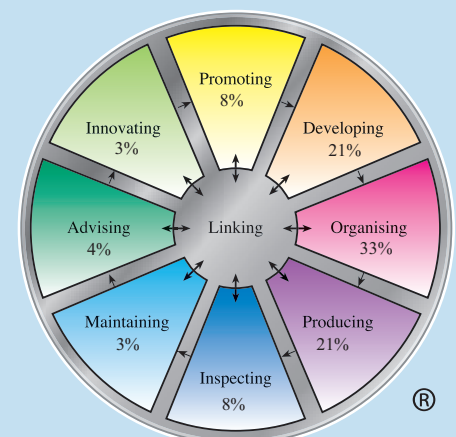 Promoting
8%
Developing
21%
Organising
33%
Producing
21%
Inspecting
8%
Maintaining
3%
Advising
4%
Innovating
3%
Linking
®